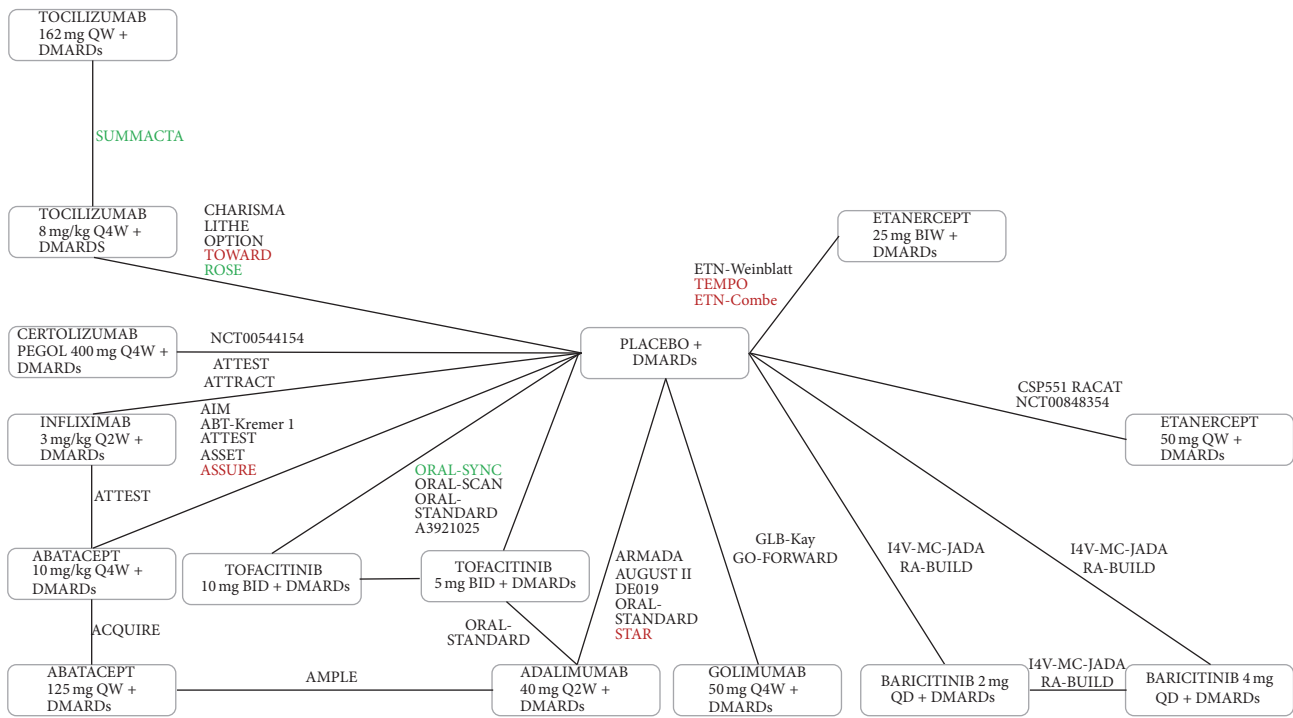 TOCILIZUMAB
162 mg QW +
DMARDs
SUMMACTA
TOCILIZUMAB
8 mg/kg Q4W +
DMARDS
CHARISMA
LITHE
OPTION
TOWARD
ROSE
ETANERCEPT
25 mg BIW +
DMARDs
ETN-Weinblatt
TEMPO
ETN-Combe
CERTOLIZUMAB
PEGOL 400 mg Q4W +
DMARDs
NCT00544154
PLACEBO +
DMARDs
ATTEST
ATTRACT
INFLIXIMAB
3 mg/kg Q2W +
DMARDs
AIM
ABT-Kremer 1
ATTEST
ASSET
ASSURE
CSP551 RACAT
NCT00848354
ETANERCEPT
50 mg QW +
DMARDs
ATTEST
ORAL-SYNC
ORAL-SCAN
ORAL-
STANDARD
A3921025
ABATACEPT
10 mg/kg Q4W +
DMARDs
TOFACITINIB
10 mg BID + DMARDs
TOFACITINIB
5 mg BID + DMARDs
ARMADA
AUGUST II
DE019
ORAL-
STANDARD
STAR
GLB-Kay
GO-FORWARD
I4V-MC-JADA
RA-BUILD
I4V-MC-JADA
RA-BUILD
ACQUIRE
ORAL-
STANDARD
ABATACEPT
125 mg QW +
DMARDs
AMPLE
ADALIMUMAB
40 mg Q2W +
DMARDs
GOLIMUMAB
50 mg Q4W +
DMARDs
BARICITINIB 2 mg
QD + DMARDs
I4V-MC-JADA
RA-BUILD
BARICITINIB 4 mg
QD + DMARDs